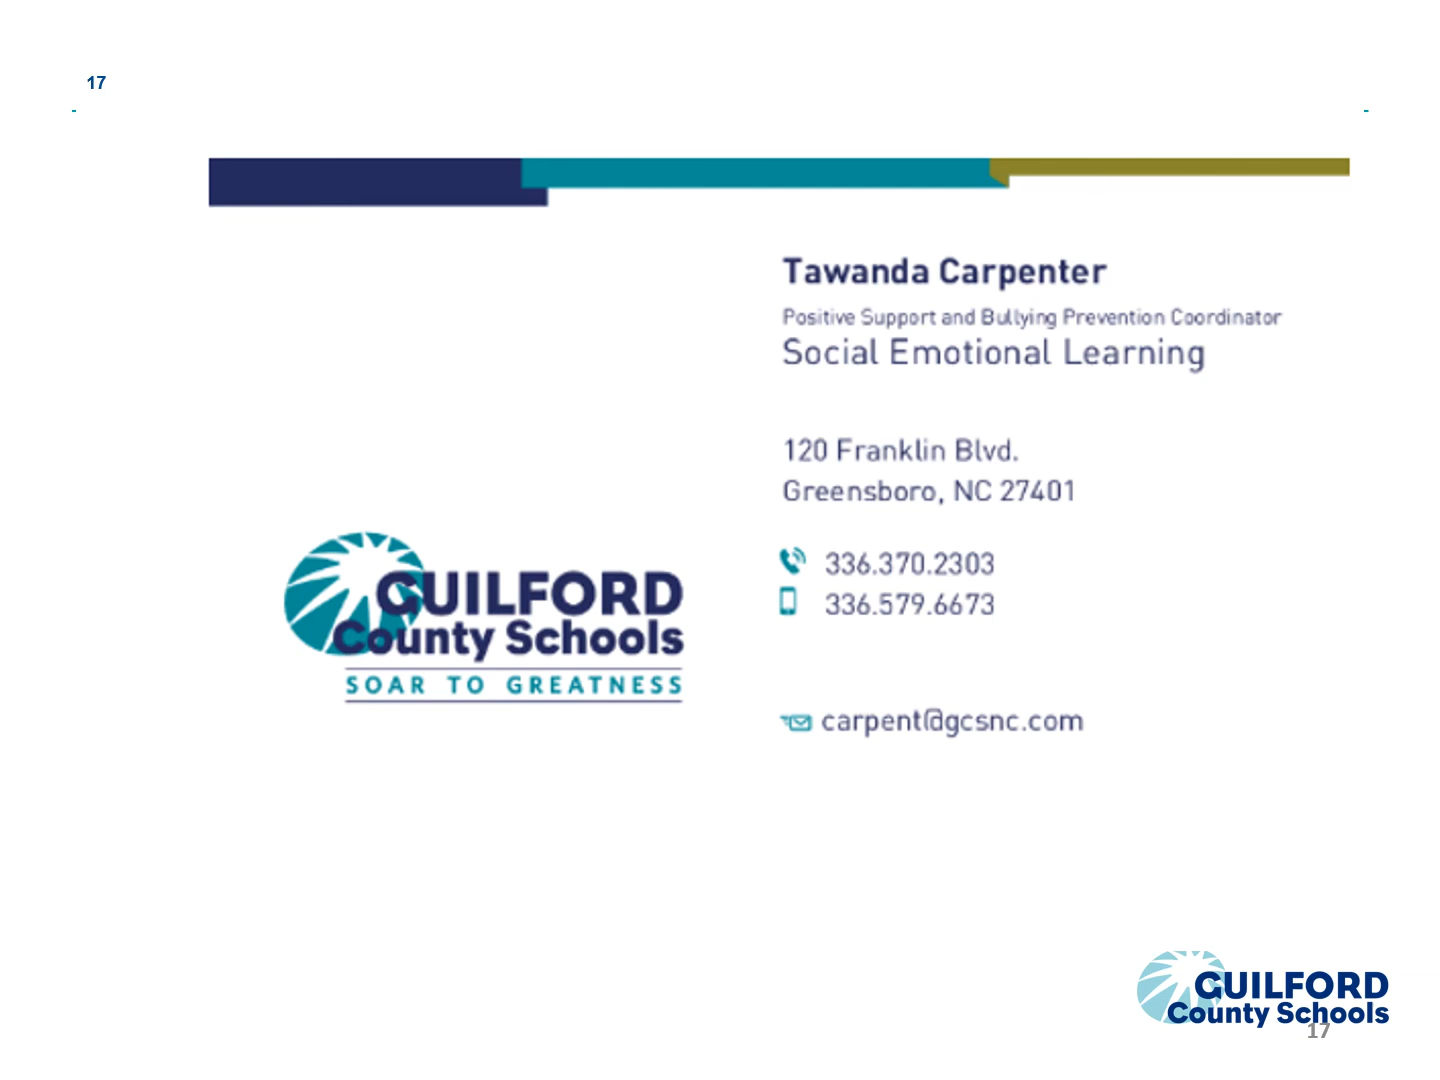 17
Tawanda Carpenter
Positive Support and Bullying Prevention Coordinator
Social Emotional Learning
120 Franklin Blvd.
Greensboro, NC 27401
336.370.2303
336.579.6673
carpent@gcsnc.com
GUILFORD
County Schools
SOAR TO GREATNESS
GUILFORD
County Schools
17